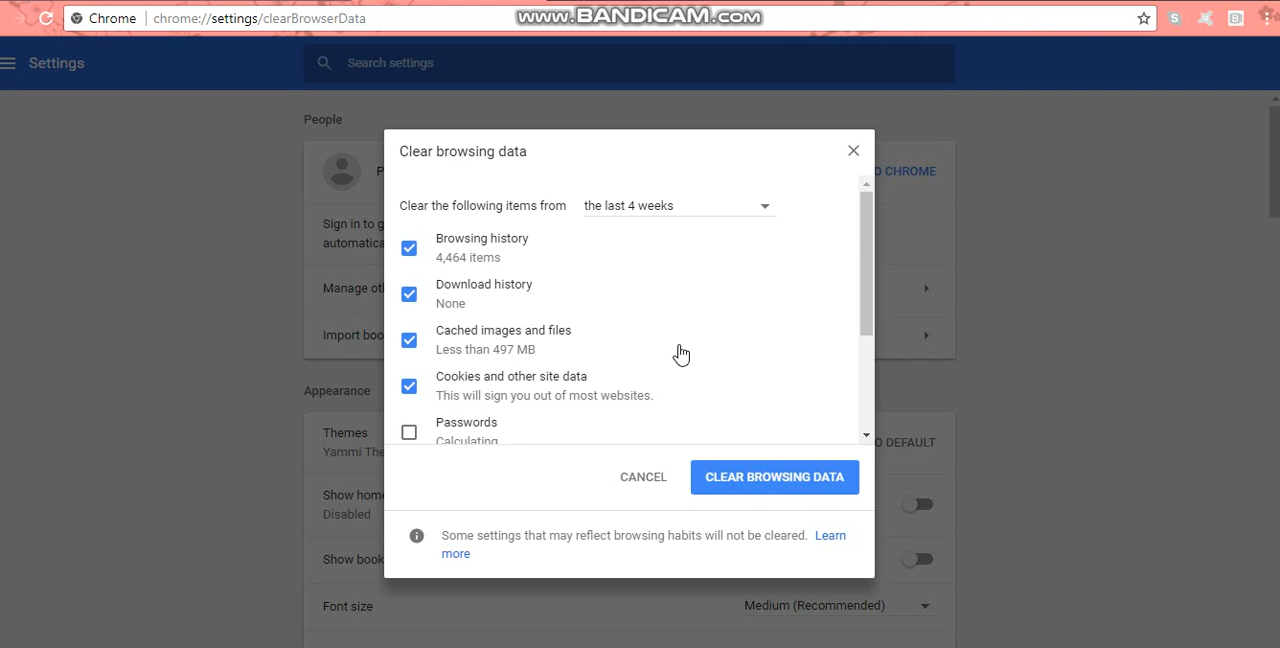 Chrome chrome://settings/clearBrowserData
www.BANDICAM.com
Settings
Search settings
People
O CHROME
Sign in to g
automatica
Manage ot
Import boo
Clear browsing data
Clear the following items from the last 4 weeks
Browsing history
4,464 items
Download history
None
Cached images and files
Less than 497 MB
Cookies and other site data
This will sign you out of most websites.
Passwords
Calculating
CANCEL
CLEAR BROWSING DATA
Some settings that may reflect browsing habits will not be cleared. Learn
more
Appearance
Themes
Yammi The
O DEFAULT
Show home
Disabled
Show book
Font size
Medium (Recommended)